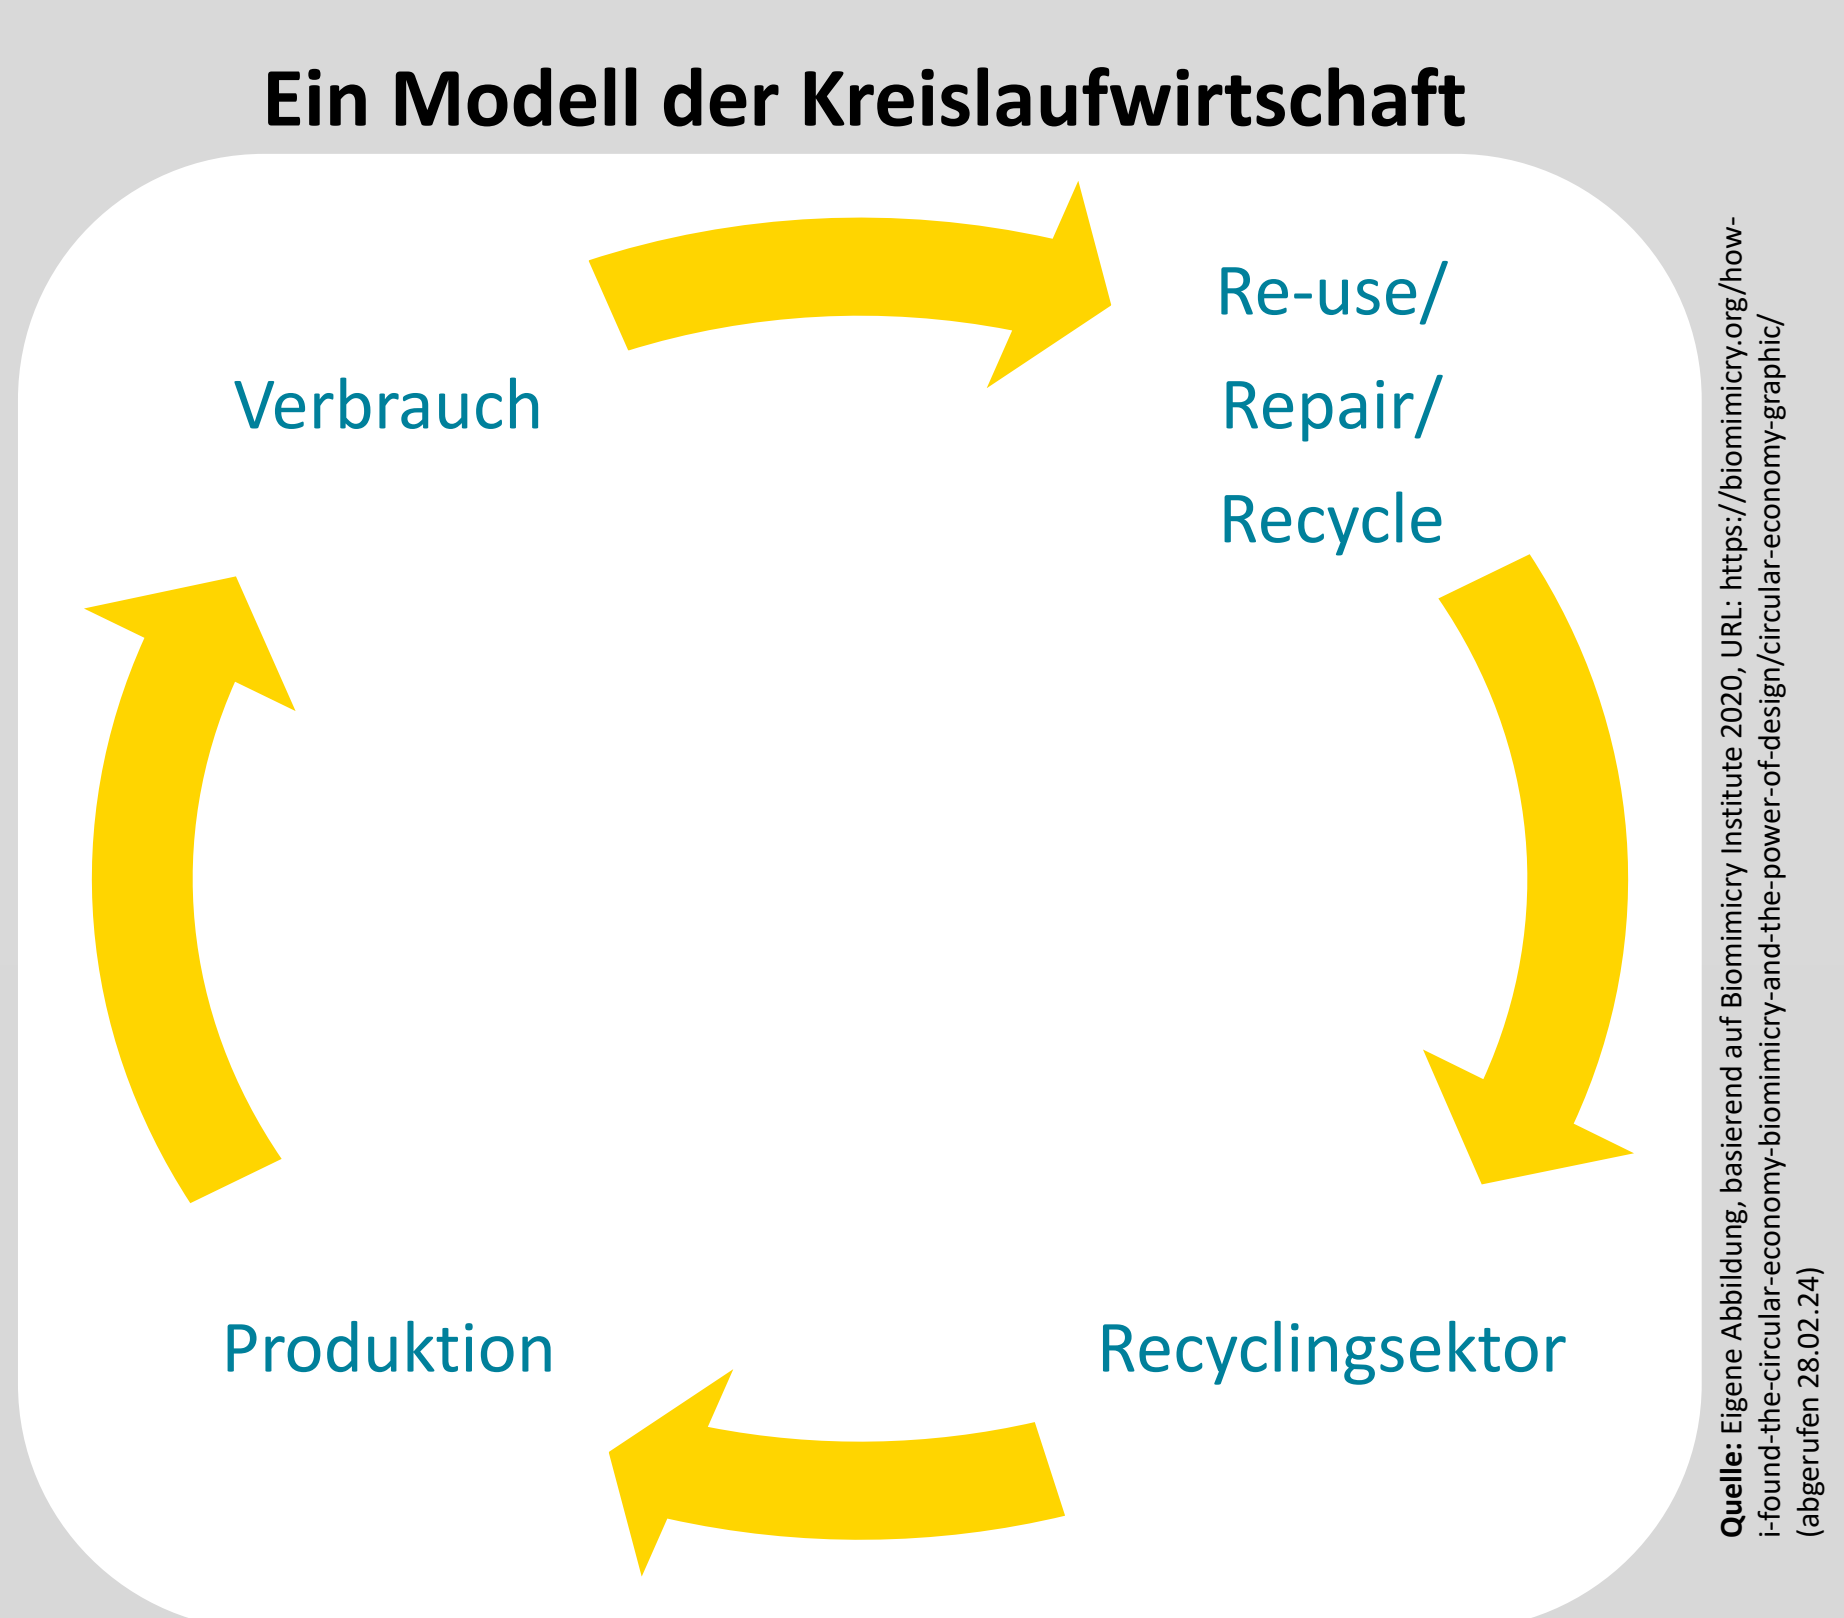 Ein Modell der Kreislaufwirtschaft
Verbrauch
Re-use/
Repair/
Recycle
Recyclingsektor
Produktion
Quelle: Eigene Abbildung, basierend auf Biomimicry Institute 2020, URL: https://biomimicry.org/how-
i-found-the-circular-economy-biomimicry-and-the-power-of-design/circular-economy-graphic/
(abgerufen 28.02.24)